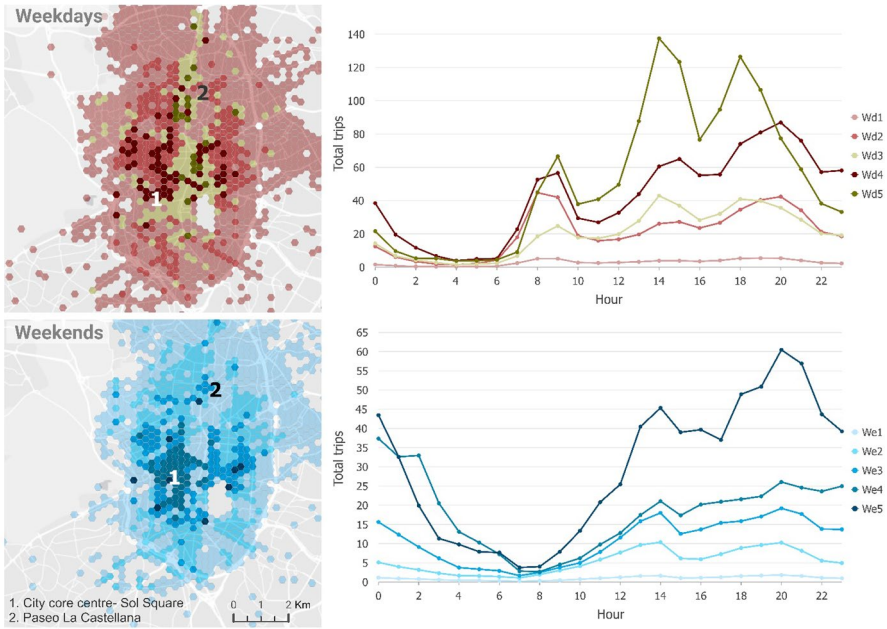 Weekdays
2
1
Total trips
140
120
100
80
60
40
20
0
0 2 4 6 8 10 12 14 16 18 20 22
Hour
Wd1
Wd2
Wd3
Wd4
Wd5
Weekends
2
1
1. City core centre- Sol Square
2. Paseo La Castellana
0 1 2 Km
Total trips
65
60
55
50
45
40
35
30
25
20
15
10
5
0
0 2 4 6 8 10 12 14 16 18 20 22
Hour
We1
We2
We3
We4
We5